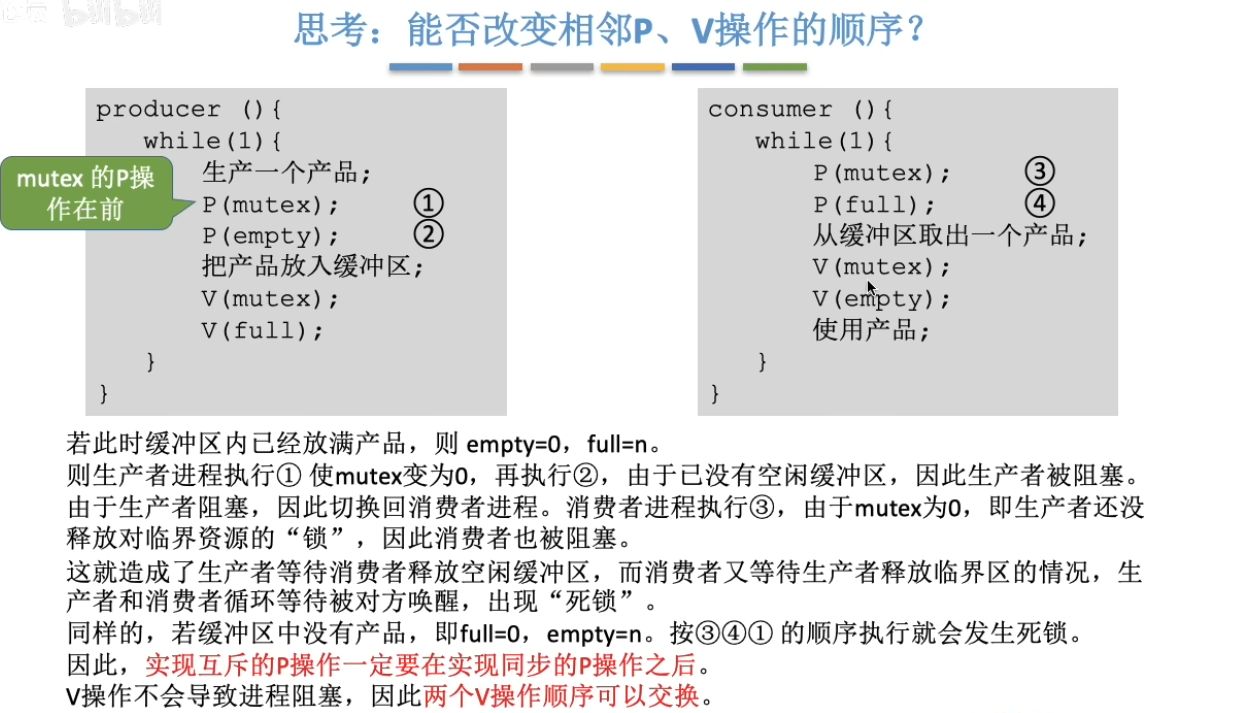 思考：能否改变相邻P、V操作的顺序？
producer (){
while(1){
生产一个产品;
P(mutex); ①
P(empty); ②
把产品放入缓冲区;
V(mutex);
V(full);
}
}
mutex 的P操
作在前
consumer (){
while(1){
P(mutex); ③
P(full); ④
从缓冲区取出一个产品;
V(mutex);
V(empty);
使用产品;
}
}
若此时缓冲区内已经放满产品，则 empty=0，full=n。
则生产者进程执行① 使mutex变为0，再执行②，由于已没有空闲缓冲区，因此生产者被阻塞。
由于生产者阻塞，因此切换回消费者进程。消费者进程执行③，由于mutex为0，即生产者还没
释放对临界资源的“锁”，因此消费者也被阻塞。
这就造成了生产者等待消费者释放空闲缓冲区，而消费者又等待生产者释放临界区的情况，生
产者和消费者循环等待被对方唤醒，出现“死锁”。
同样的，若缓冲区中没有产品，即full=0，empty=n。按③④① 的顺序执行就会发生死锁。
因此，实现互斥的P操作一定要在实现同步的P操作之后。
V操作不会导致进程阻塞，因此两个V操作顺序可以交换。